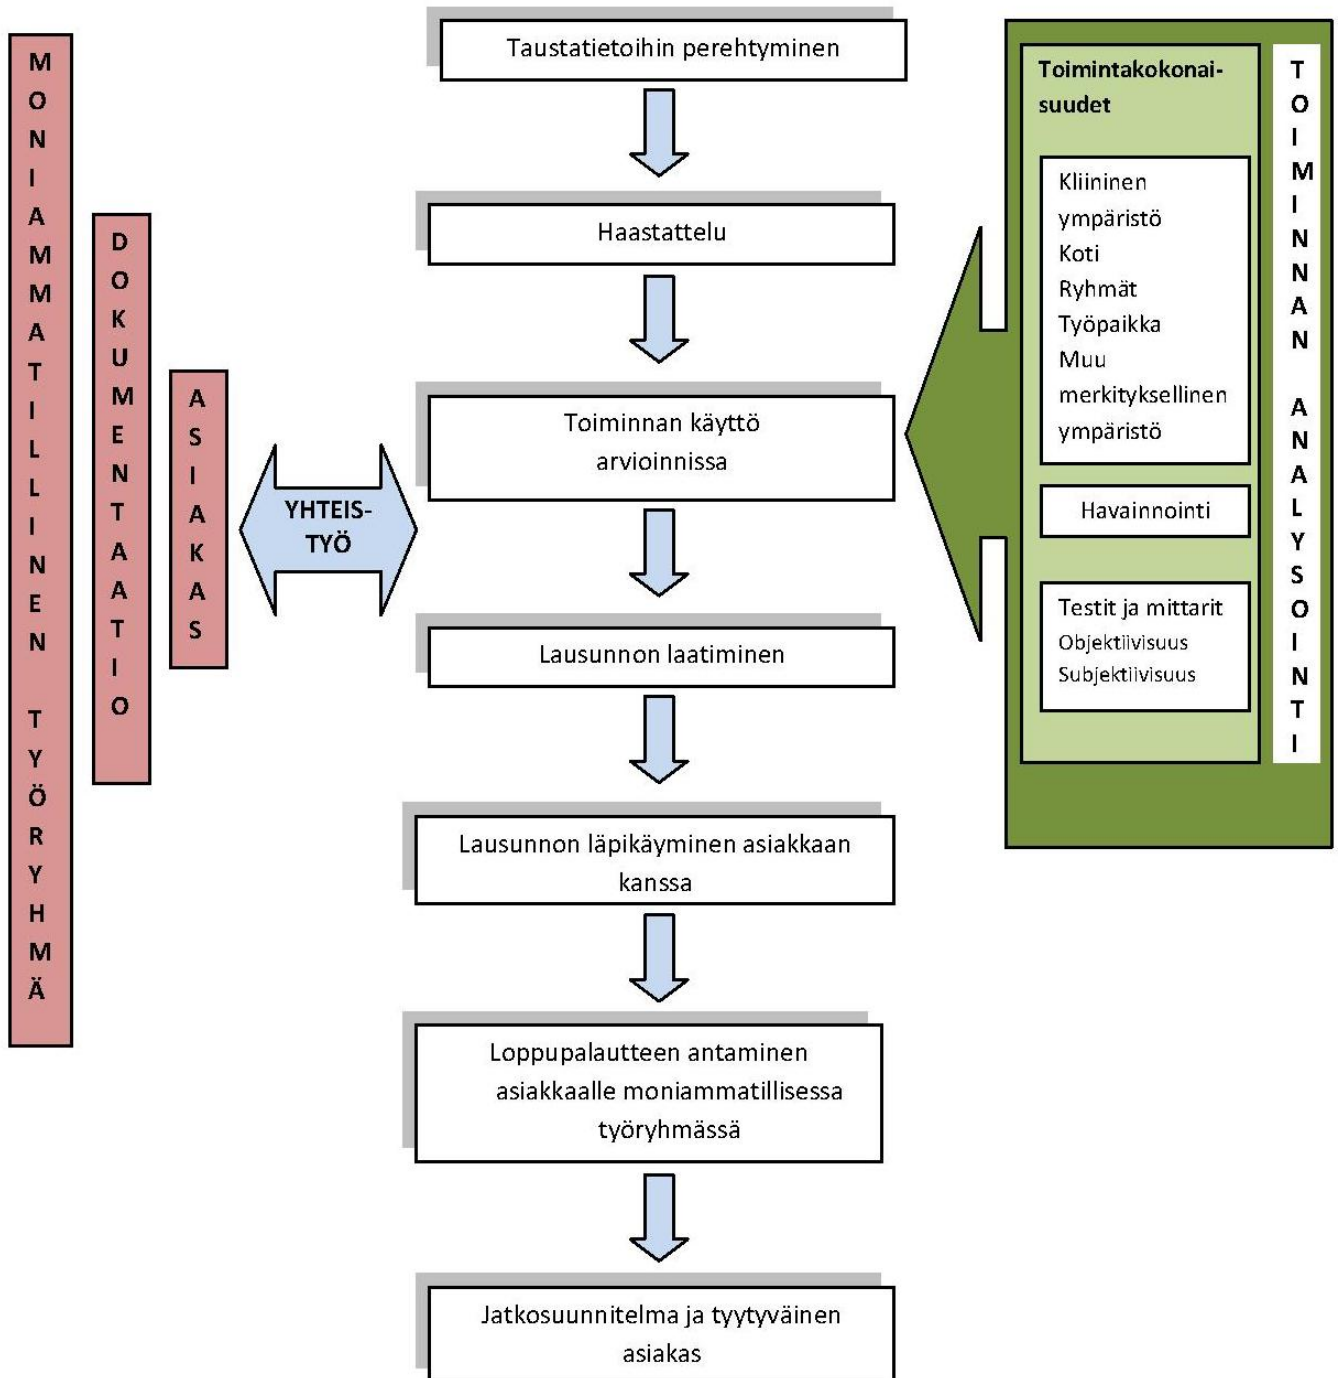 MONIAMMATILLINEN TYÖRYHMÄ
DOKUMENTAATIO
ASIAKAS
YHTEIS-
TYÖ
Taustatietoihin perehtyminen
Haastattelu
Toiminnan käyttö
arvioinnissa
Lausunnon laatiminen
Lausunnon läpikäyminen asiakkaan
kanssa
Loppupalautteen antaminen
asiakkaalle moniammatillisessa
työryhmässä
Jatkosuunnitelma ja tyytyväinen
asiakas
Toimintakokonai-
suudet
Kliininen
ympäristö
Koti
Ryhmät
Työpaikka
Muu
merkityksellinen
ympäristö
Havainnointi
Testit ja mittarit
Objektiivisuus
Subjektiivisuus
TOIMINNAN ANALYSOINTI